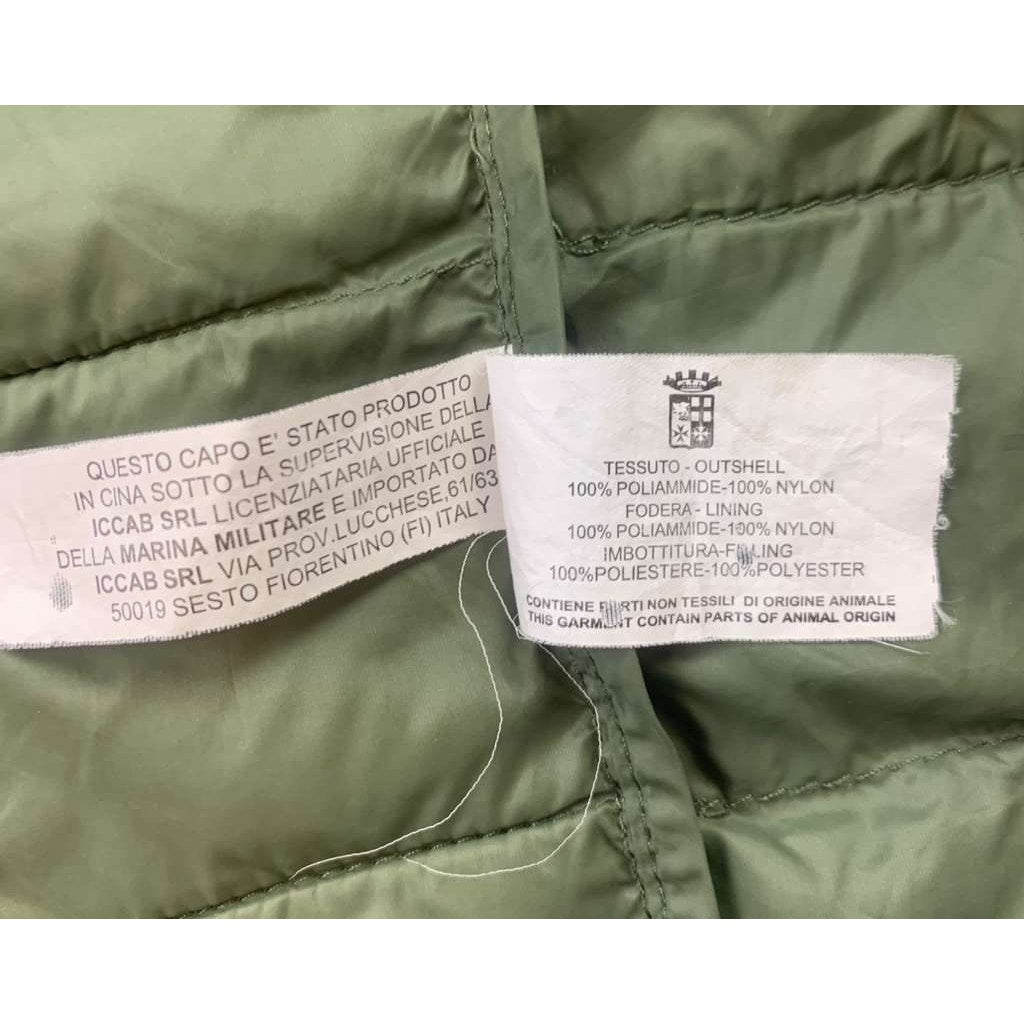 QUESTO CAPO E' STATO PRODOTTO
IN CINA SOTTO LA SUPERVISIONE DELLA
ICCAB SRL LICENZIATARIA UFFICIALE
DELLA MARINA MILITARE E IMPORTATO DA
ICCAB SRL VIA PROV.LUCCHESE,61/63
50019 SESTO FIORENTINO (FI) ITALY
TESSUTO - OUTSHELL
100% POLIAMMIDE-100% NYLON
FODERA - LINING
100% POLIAMMIDE-100% NYLON
IMBOTTITURA-FILLING
100%POLIESTERE-100%POLYESTER
CONTIENE PARTI NON TESSILI DI ORIGINE ANIMALE
THIS GARMENT CONTAIN PARTS OF ANIMAL ORIGIN